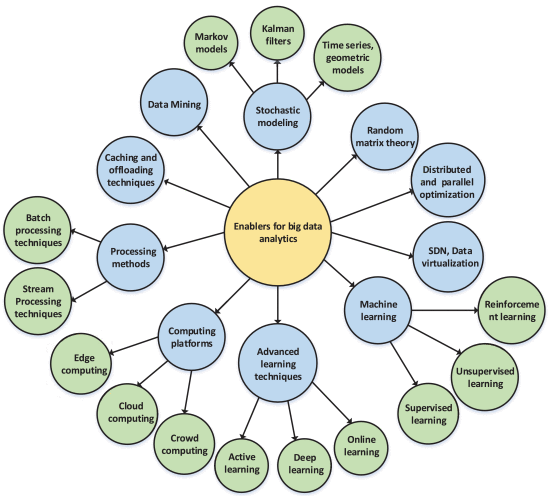 Markov
models
Kalman
filters
Time series,
geometric
models
Data Mining
Stochastic
modeling
Random
matrix theory
Caching and
offloading
techniques
Distributed
and parallel
optimization
Batch
processing
techniques
Enablers for big data
analytics
Processing
methods
SDN, Data
virtualization
Stream
Processing
techniques
Machine
learning
Reinforceme
nt learning
Computing
platforms
Advanced
learning
techniques
Edge
computing
Unsupervised
learning
Cloud
computing
Supervised
learning
Crowd
computing
Active
learning
Deep
learning
Online
learning